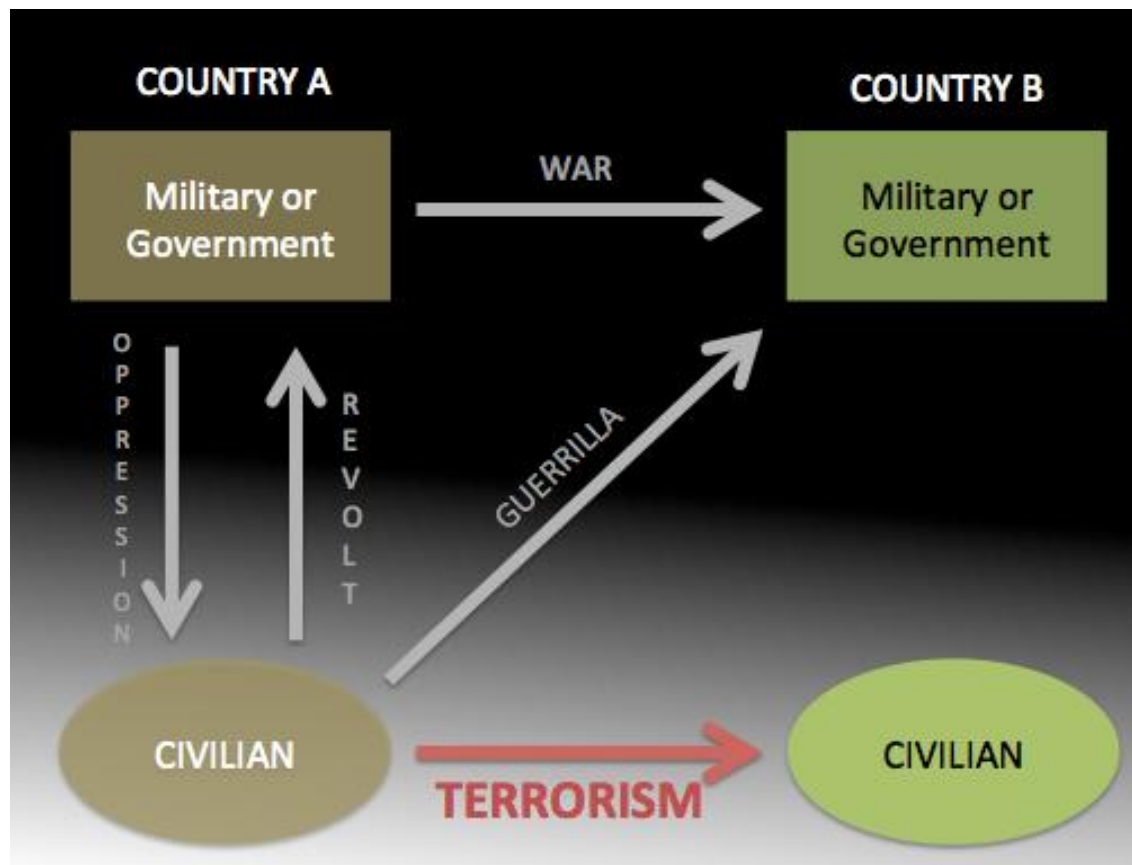 COUNTRY A
COUNTRY B
Military or
Government
WAR
Military or
Government
OPPRESSION
REVOLT
GUERRILLA
CIVILIAN
TERRORISM
CIVILIAN